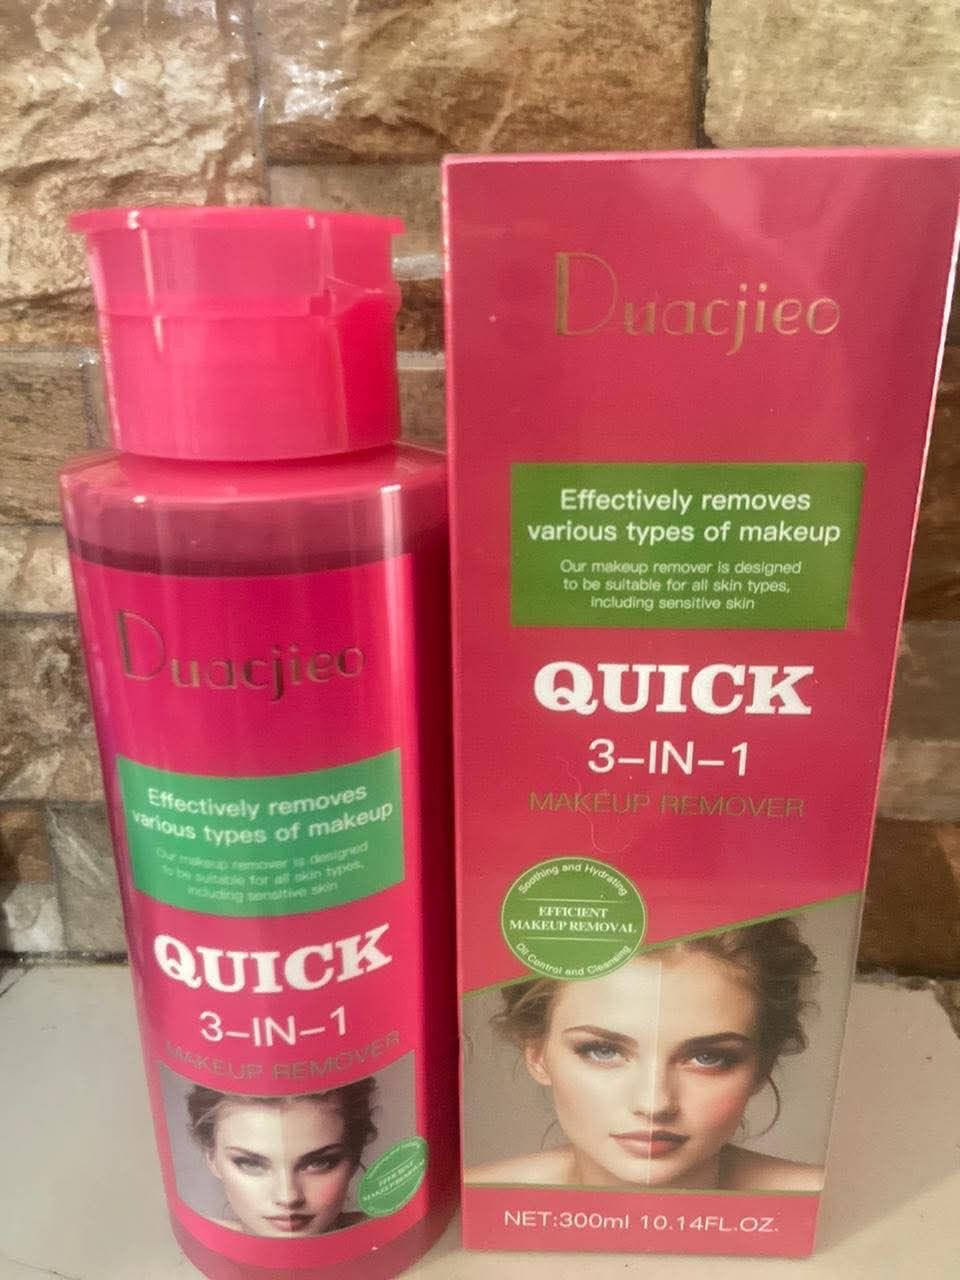 Duacjieo
Effectively removes
various types of makeup
Our makeup remover is designed
to be suitable for all skin types,
including sensitive skin
QUICK
3-IN-1
MAKEUP REMOVER
EFFICIENT
MAKEUP REMOVAL
Duacjieo
Effectively removes
various types of makeup
Our makeup remover is designed
to be suitable for all skin types,
including sensitive skin
QUICK
3-IN-1
MAKEUP REMOVER
Soothing and Hydrating
EFFICIENT
MAKEUP REMOVAL
Oil Control and Cleansing
NET:300ml 10.14FL.OZ.